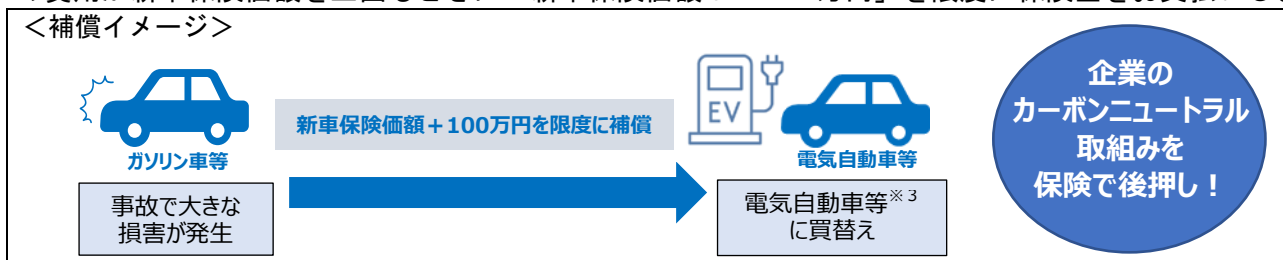 ＜補償イメージ＞
ガソリン車等
新車保険価額＋100万円を限度に補償
EV
電気自動車等
事故で大きな
損害が発生
電気自動車等※３
に買替え
企業の
カーボンニュートラル
取組みを
保険で後押し！